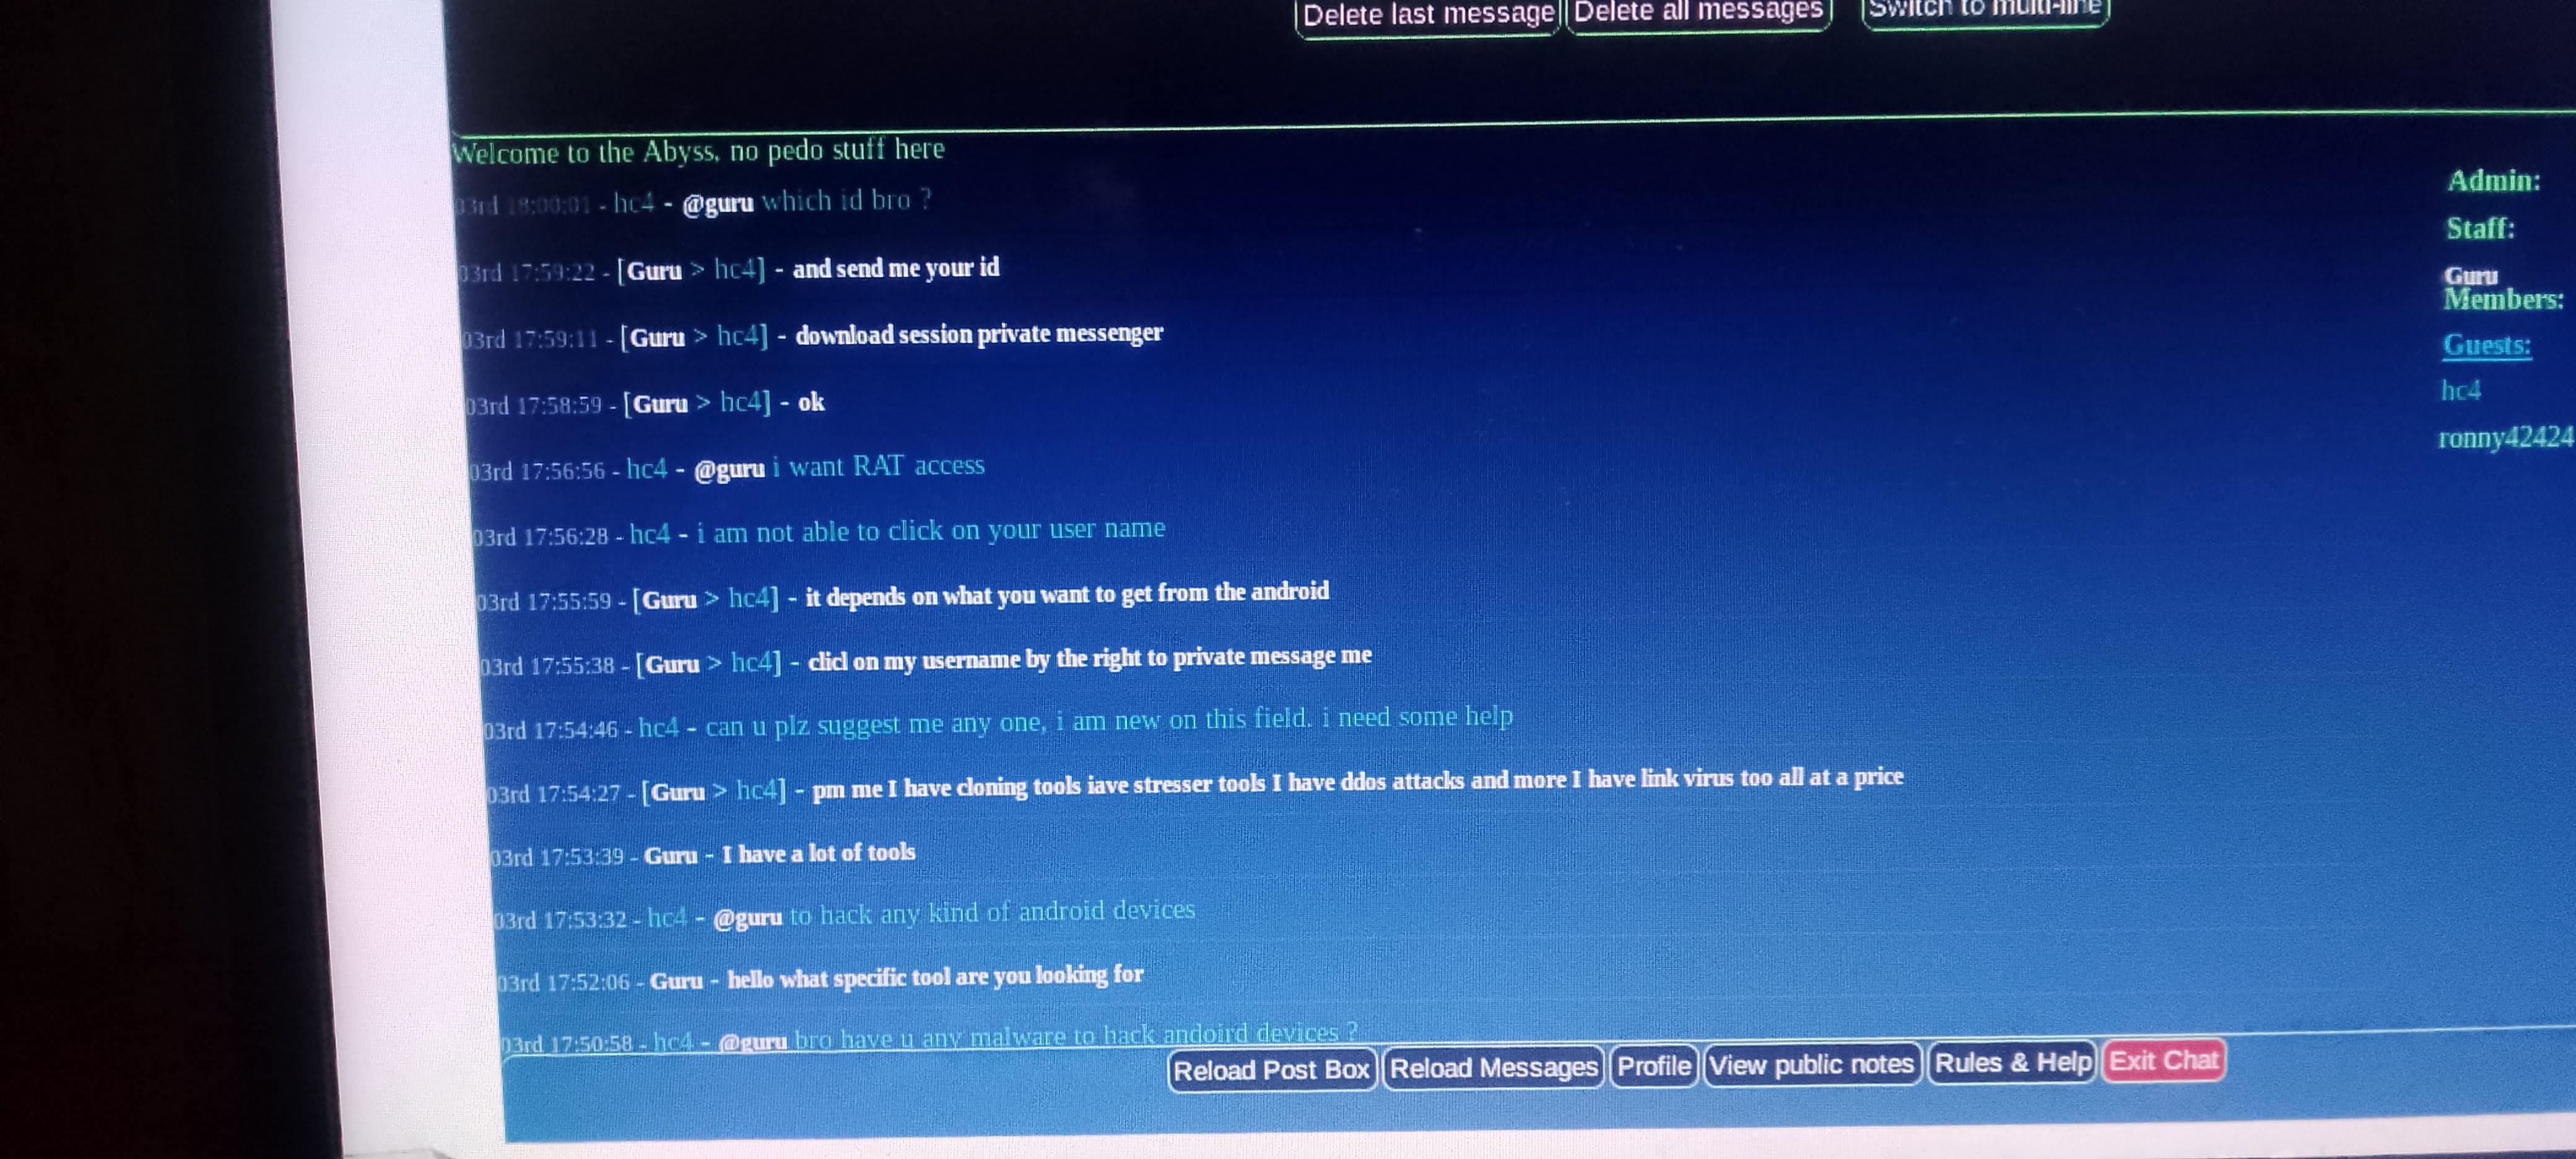 Delete last message
Delete all messages
Switch to multi-line
Welcome to the Abyss, no pedo stuff here
03rd 18:00:01 - hc4 - @guru which id bro ?
03rd 17:59:22 - [Guru > hc4] - and send me your id
03rd 17:59:11 - [Guru > hc4] - download session private messenger
03rd 17:58:59 - [Guru > hc4] - ok
03rd 17:56:56 - hc4 - @guru i want RAT access
03rd 17:56:28 - hc4 - i am not able to click on your user name
03rd 17:55:59 - [Guru > hc4] - it depends on what you want to get from the android
03rd 17:55:38 - [Guru > hc4] - clicl on my username by the right to private message me
03rd 17:54:46 - hc4 - can u plz suggest me any one, i am new on this field. i need some help
03rd 17:54:27 - [Guru > hc4] - pm me I have cloning tools iave stresser tools I have ddos attacks and more I have link virus too all at a price
03rd 17:53:39 - Guru - I have a lot of tools
03rd 17:53:32 - hc4 - @guru to hack any kind of android devices
03rd 17:52:06 - Guru - hello what specific tool are you looking for
03rd 17:50:58 - hc4 - @guru bro have u any malware to hack andoird devices ?
Admin:
Staff:
Guru
Members:
Guests:
hc4
ronny42424
Reload Post Box
Reload Messages
Profile
View public notes
Rules & Help
Exit Chat